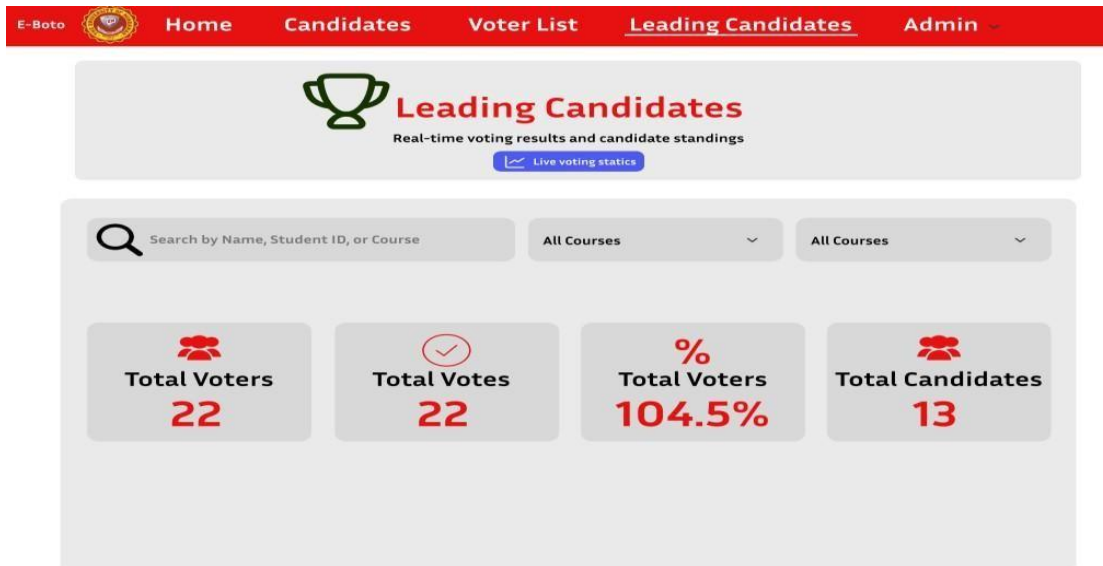 E-Boto Home Candidates Voter List Leading Candidates Admin
Leading Candidates
Real-time voting results and candidate standings
Live voting statics
Search by Name, Student ID, or Course All Courses All Courses
% 
Total Voters Total Votes Total Voters Total Candidates
22 22 104.5% 13